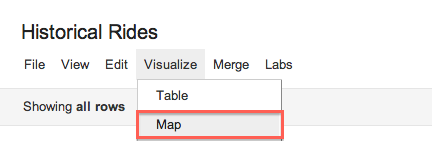 Historical Rides
File View Edit Visualize Merge Labs
Table
Showing all rows
Map